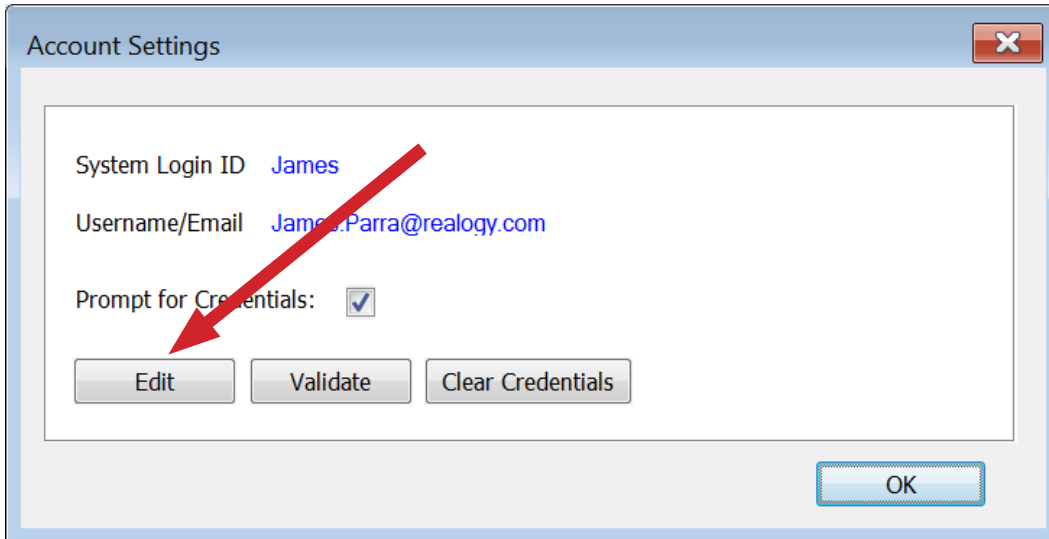 Account Settings
System Login ID James
Username/Email James.Parra@realogy.com
Prompt for Credentials:
Edit Validate Clear Credentials
OK